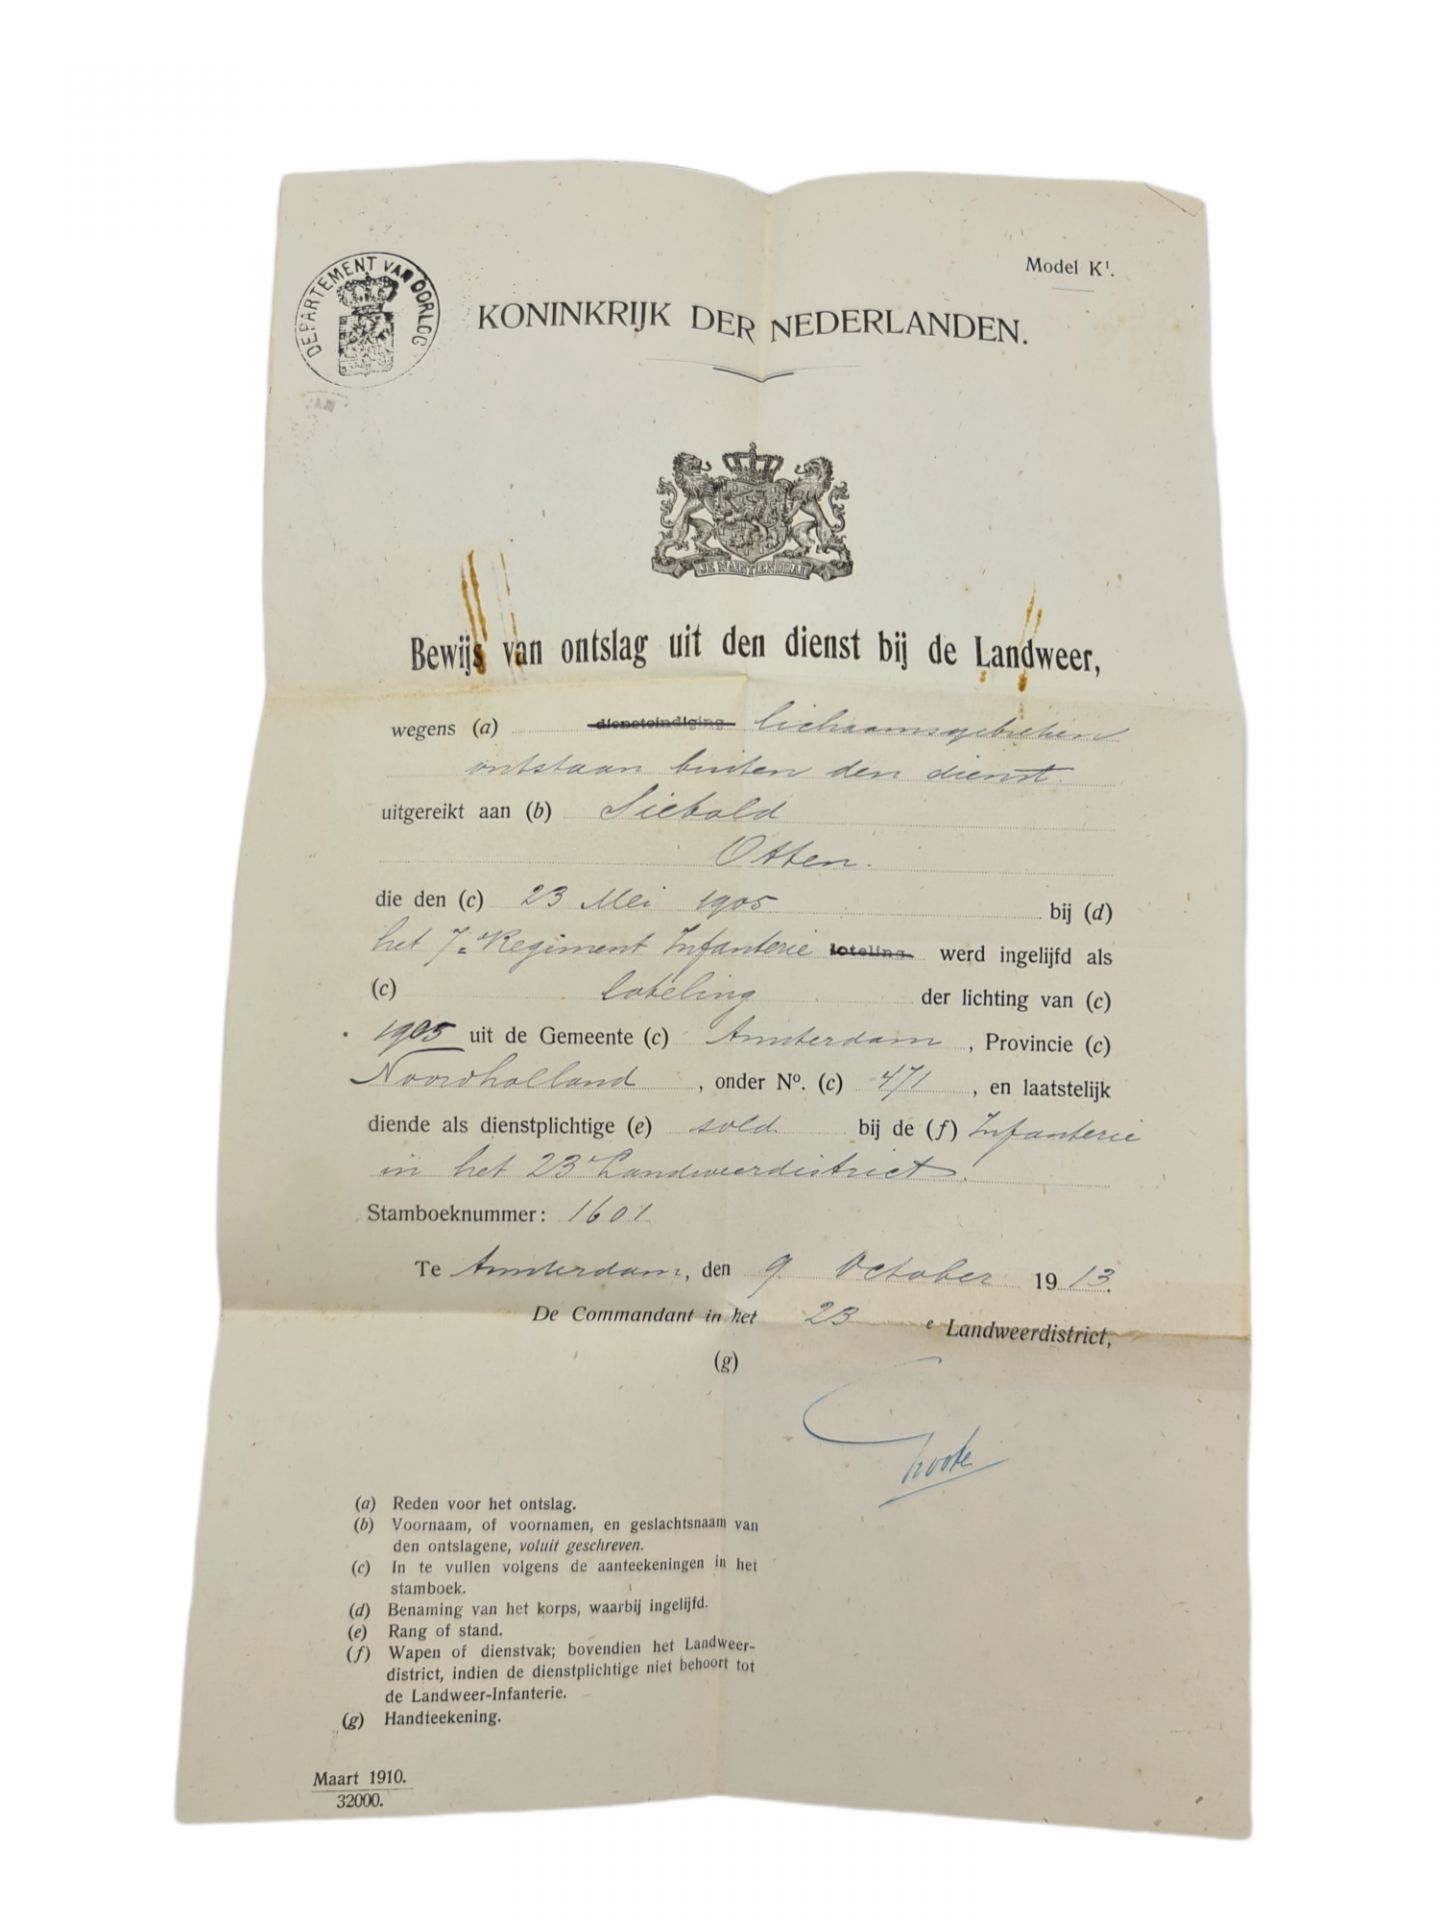 DEPARTEMENT VAN OORLOG
Model K¹.
KONINKRIJK DER NEDERLANDEN.
JE MAINTIENDRAI
Bewijs van ontslag uit den dienst bij de Landweer,
wegens (a) diensteindiging lichaamsgebreken
ontstaan buiten den dienst.
uitgereikt aan (b) Siebold
Otten.
die den (c) 23 Mei 1905 bij (d)
het 7e Regiment Infanterie loteling werd ingelijfd als
(c) loteling der lichting van (c)
1905 uit de Gemeente (c) Amsterdam, Provincie (c)
Noordholland, onder Nº. (c) 471, en laatstelijk
diende als dienstplichtige (e) sold. bij de (f) Infanterie
in het 23e Landweerdistrict.
Stamboeknummer: 1601
Te Amsterdam, den 9 October 1913.
De Commandant in het 23 e Landweerdistrict,
(g)
(a) Reden voor het ontslag.
(b) Voornaam, of voornamen, en geslachtsnaam van
den ontslagene, voluit geschreven.
(c) In te vullen volgens de aanteekeningen in het
stamboek.
(d) Benaming van het korps, waarbij ingelijfd.
(e) Rang of stand.
(f) Wapen of dienstvak; bovendien het Landweer-
district, indien de dienstplichtige niet behoort tot
de Landweer-Infanterie.
(g) Handteekening.
Maart 1910.
32000.